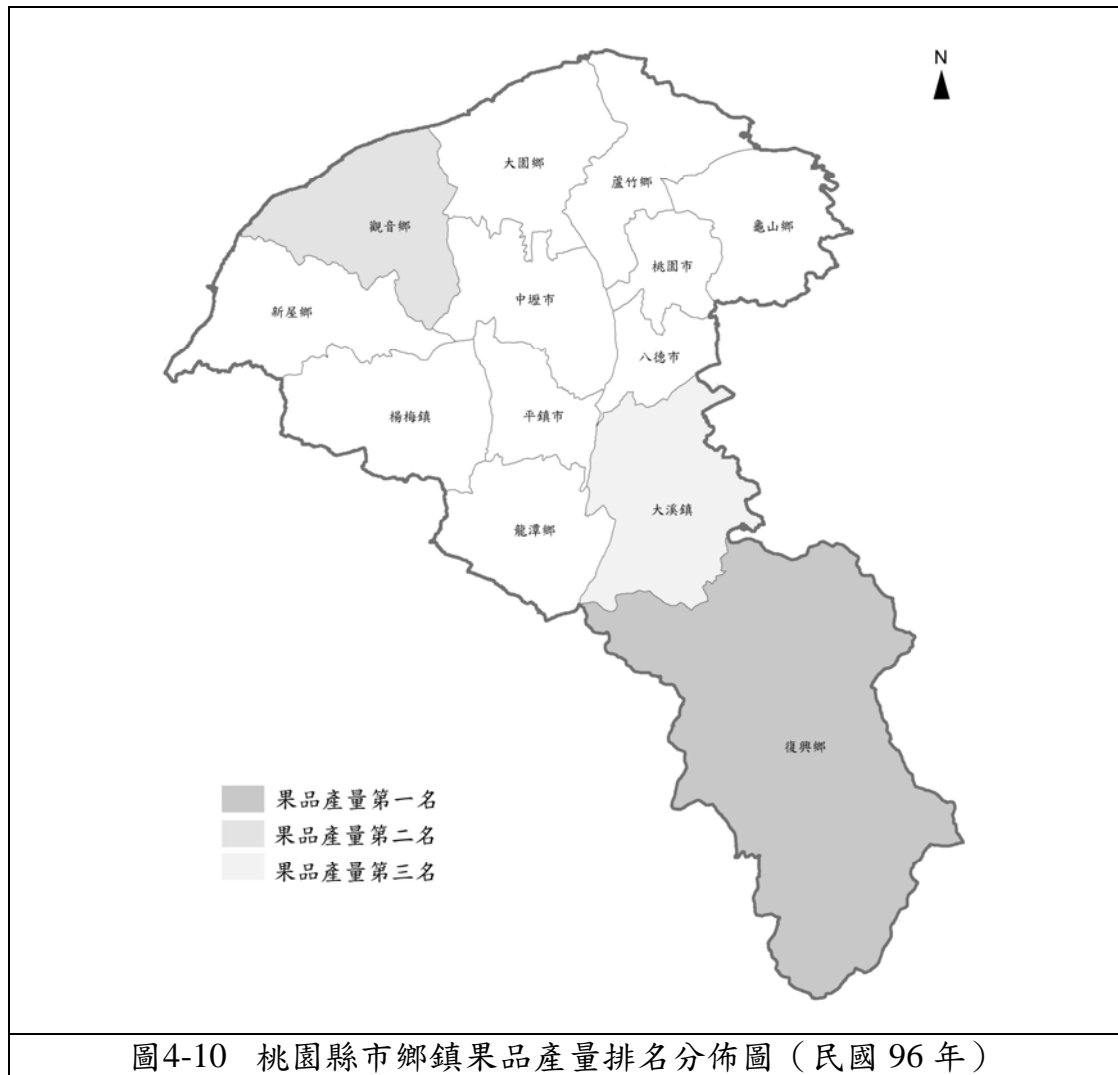 N
大園鄉
蘆竹鄉
龜山鄉
觀音鄉
桃園市
中壢市
新屋鄉
八德市
楊梅鎮
平鎮市
大溪鎮
龍潭鄉
復興鄉
果品產量第一名
果品產量第二名
果品產量第三名
圖4-10 桃園縣市鄉鎮果品產量排名分佈圖（民國 96 年）